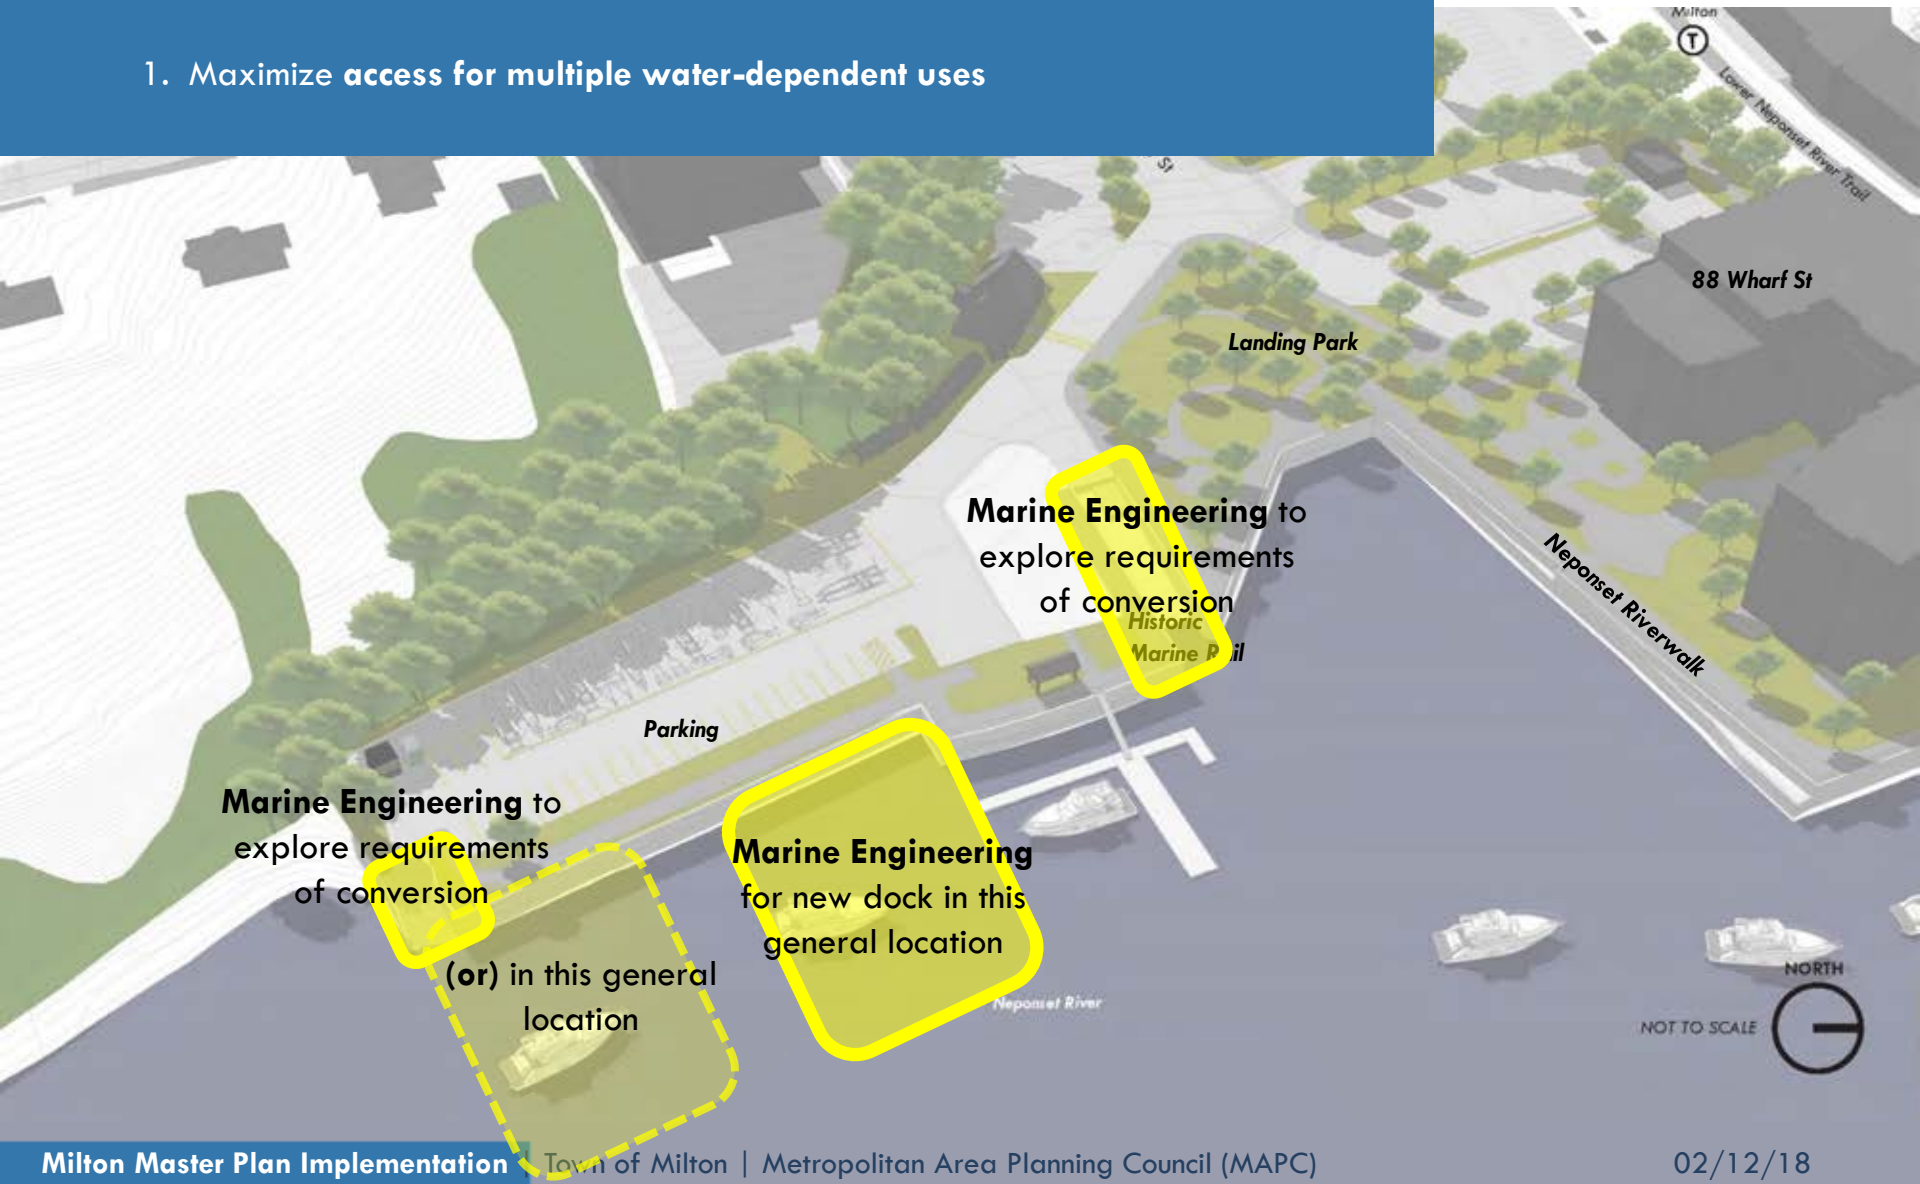 1. Maximize access for multiple water-dependent uses
Milton
T
Lower Neponset River Trail
St
88 Wharf St
Landing Park
Marine Engineering to
explore requirements
of conversion
Historic
Marine Rail
Neponset Riverwalk
Parking
Marine Engineering to
explore requirements
of conversion
Marine Engineering
for new dock in this
general location
(or) in this general
location
Neponset River
NORTH
NOT TO SCALE
Milton Master Plan Implementation | Town of Milton | Metropolitan Area Planning Council (MAPC)
02/12/18